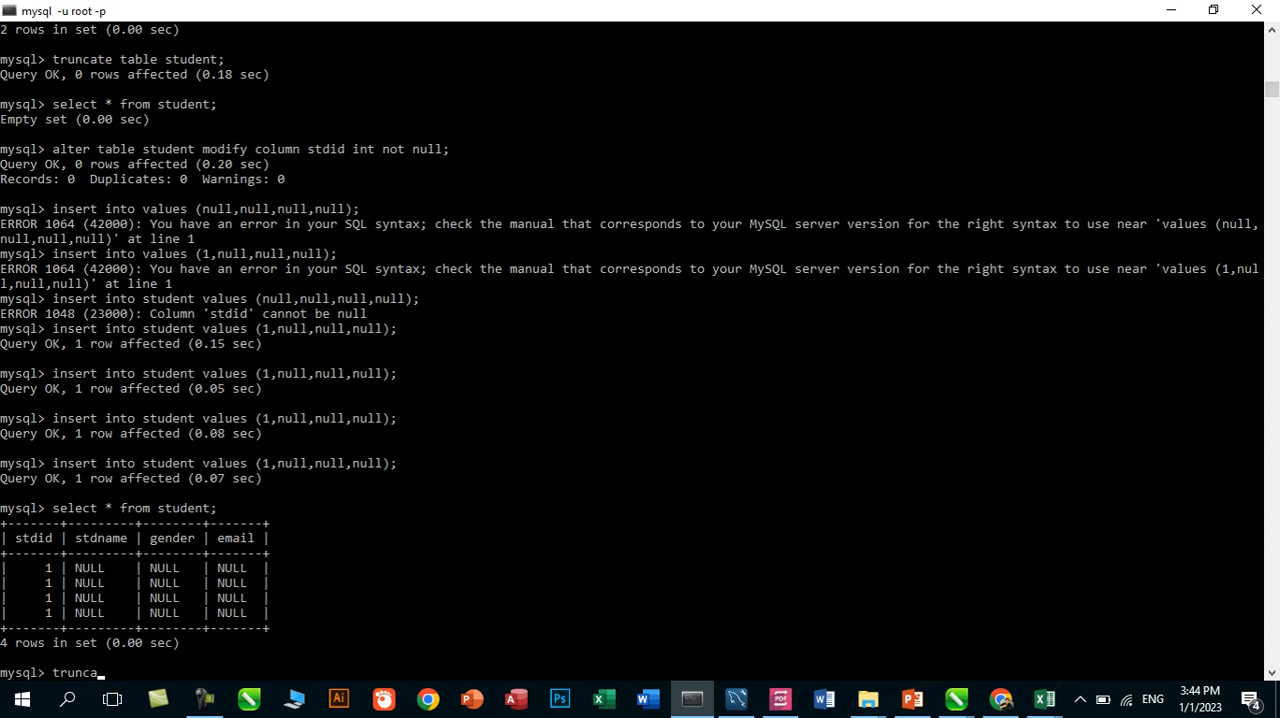 mysql  -u root -p
2 rows in set (0.00 sec)
mysql> truncate table student;
Query OK, 0 rows affected (0.18 sec)
mysql> select * from student;
Empty set (0.00 sec)
mysql> alter table student modify column stdid int not null;
Query OK, 0 rows affected (0.20 sec)
Records: 0  Duplicates: 0  Warnings: 0
mysql> insert into values (null,null,null,null);
ERROR 1064 (42000): You have an error in your SQL syntax; check the manual that corresponds to your MySQL server version for the right syntax to use near 'values (null,
null,null,null)' at line 1
mysql> insert into values (1,null,null,null);
ERROR 1064 (42000): You have an error in your SQL syntax; check the manual that corresponds to your MySQL server version for the right syntax to use near 'values (1,nul
l,null,null)' at line 1
mysql> insert into student values (null,null,null,null);
ERROR 1048 (23000): Column 'stdid' cannot be null
mysql> insert into student values (1,null,null,null);
Query OK, 1 row affected (0.15 sec)
mysql> insert into student values (1,null,null,null);
Query OK, 1 row affected (0.05 sec)
mysql> insert into student values (1,null,null,null);
Query OK, 1 row affected (0.08 sec)
mysql> insert into student values (1,null,null,null);
Query OK, 1 row affected (0.07 sec)
mysql> select * from student;
+-------+---------+--------+-------+
| stdid | stdname | gender | email |
+-------+---------+--------+-------+
|     1 | NULL    | NULL   | NULL  |
|     1 | NULL    | NULL   | NULL  |
|     1 | NULL    | NULL   | NULL  |
|     1 | NULL    | NULL   | NULL  |
+-------+---------+--------+-------+
4 rows in set (0.00 sec)
mysql> trunca_
Ai
Ps
PDF
ENG
3:44 PM
1/1/2023
4